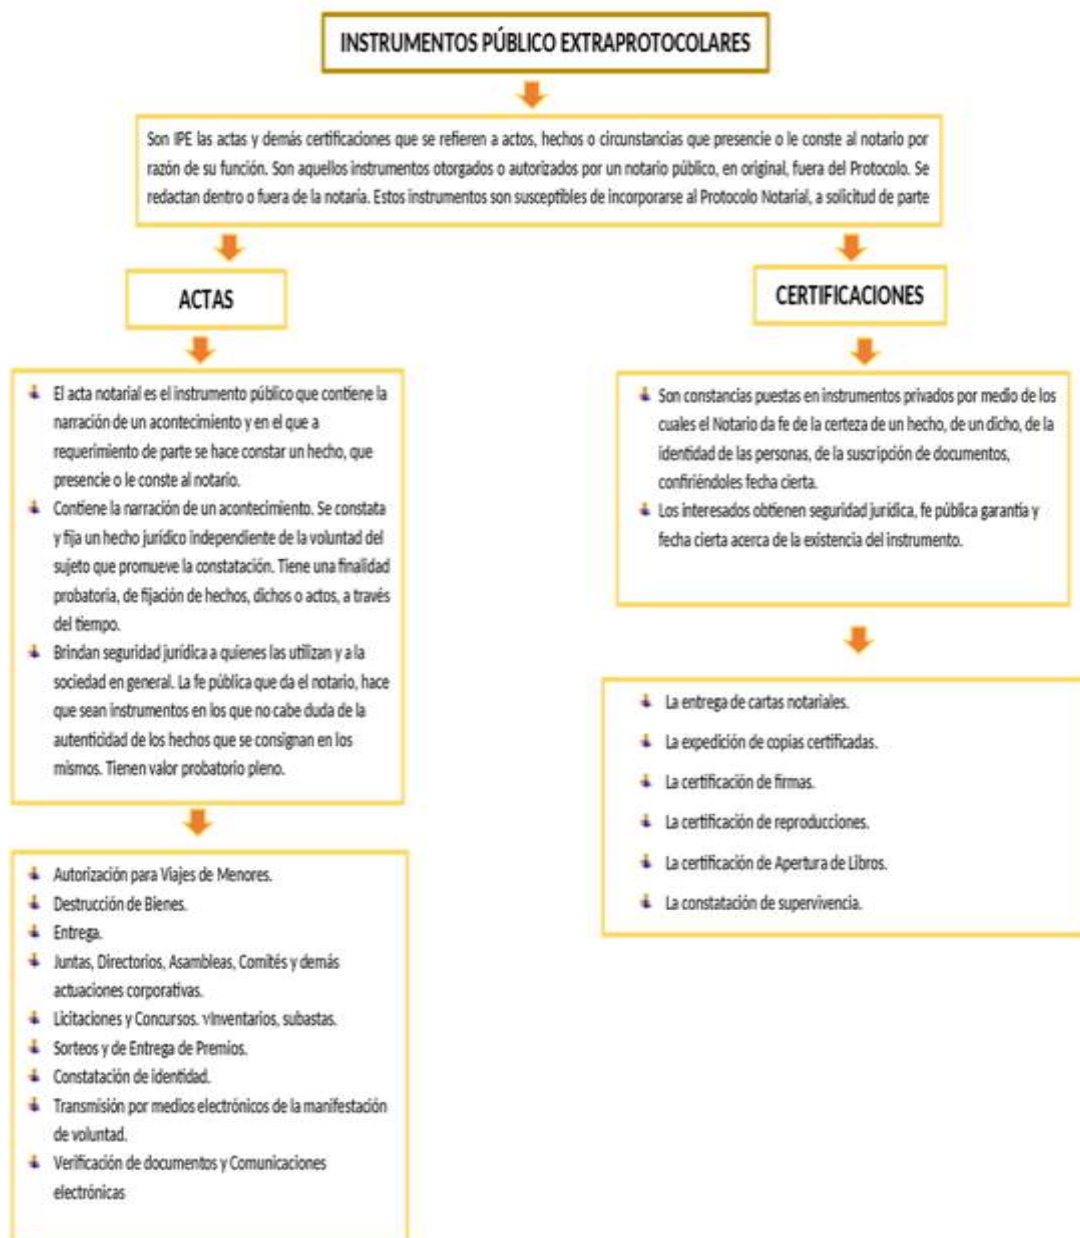 INSTRUMENTOS PÚBLICO EXTRAPROTOCOLARES
Son IPE las actas y demás certificaciones que se refieren a actos, hechos o circunstancias que presencie o le conste al notario por
razón de su función. Son aquellos instrumentos otorgados o autorizados por un notario público, en original, fuera del Protocolo. Se
redactan dentro o fuera de la notaria. Estos instrumentos son susceptibles de incorporarse al Protocolo Notarial, a solicitud de parte
ACTAS
El acta notarial es el instrumento público que contiene la
narración de un acontecimiento y en el que a
requerimiento de parte se hace constar un hecho, que
presencie o le conste al notario.
Contiene la narración de un acontecimiento. Se constata
y fija un hecho jurídico independiente de la voluntad del
sujeto que promueve la constatación. Tiene una finalidad
probatoria, de fijación de hechos, dichos o actos, a través
del tiempo.
Brindan seguridad jurídica a quienes las utilizan y a la
sociedad en general. La fe pública que da el notario, hace
que sean instrumentos en los que no cabe duda de la
autenticidad de los hechos que se consignan en los
mismos. Tienen valor probatorio pleno.
Autorización para Viajes de Menores.
Destrucción de Bienes.
Entrega.
Juntas, Directorios, Asambleas, Comités y demás
actuaciones corporativas.
Licitaciones y Concursos. vInventarios, subastas.
Sorteos y de Entrega de Premios.
Constatación de identidad.
Transmisión por medios electrónicos de la manifestación
de voluntad.
Verificación de documentos y Comunicaciones
electrónicas
CERTIFICACIONES
Son constancias puestas en instrumentos privados por medio de los
cuales el Notario da fe de la certeza de un hecho, de un dicho, de la
identidad de las personas, de la suscripción de documentos,
confiriéndoles fecha cierta.
Los interesados obtienen seguridad jurídica, fe pública garantía y
fecha cierta acerca de la existencia del instrumento.
La entrega de cartas notariales.
La expedición de copias certificadas.
La certificación de firmas.
La certificación de reproducciones.
La certificación de Apertura de Libros.
La constatación de supervivencia.